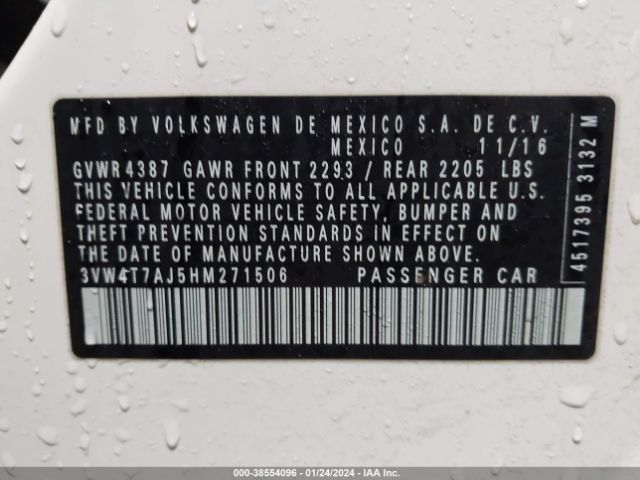 MFD BY VOLKSWAGEN DE MEXICO S.A. DE C.V.
MEXICO 11/16
GVWR 4387 GAWR FRONT 2293 / REAR 2205 LBS
THIS VEHICLE CONFORMS TO ALL APPLICABLE U.S.
FEDERAL MOTOR VEHICLE SAFETY, BUMPER AND
THEFT PREVENTION STANDARDS IN EFFECT ON
THE DATE OF MANUFACTURE SHOWN ABOVE.
3VW4T7AJ5HM271506 PASSENGER CAR
4517395 3132 M
000-38554096 - 01/24/2024 - IAA Inc.